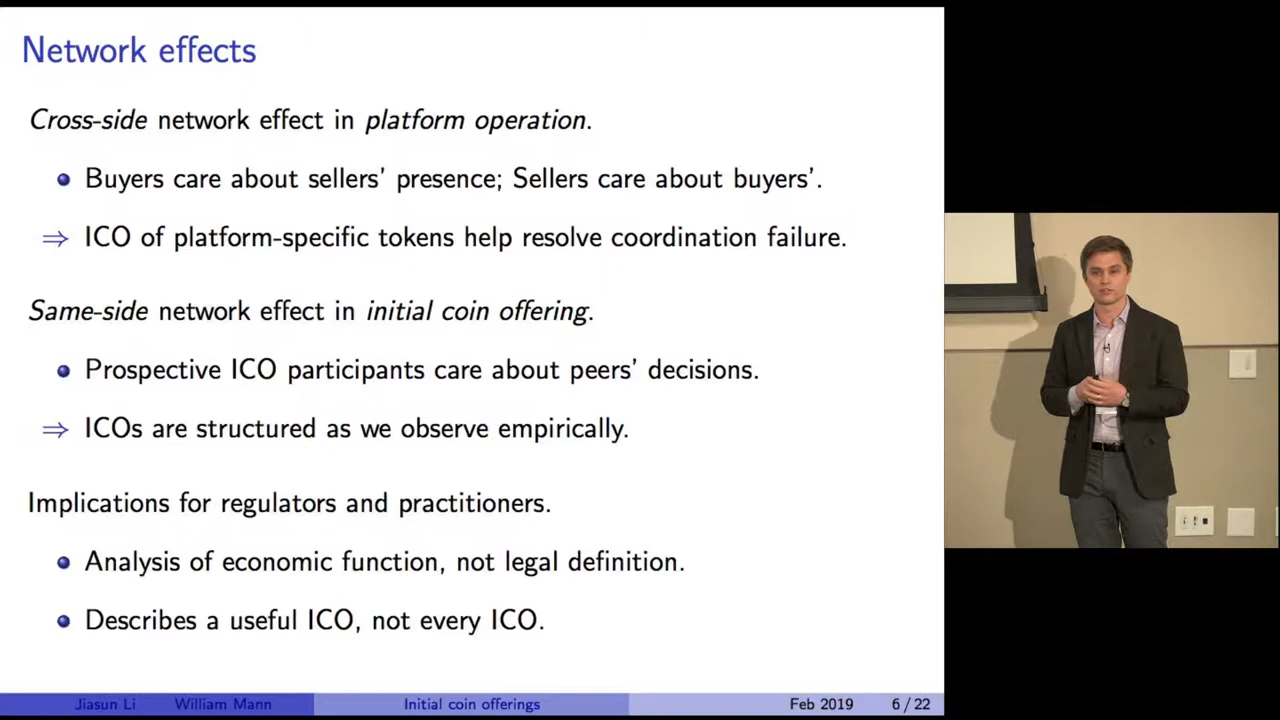 Network effects
Cross-side network effect in platform operation.
Buyers care about sellers' presence; Sellers care about buyers'.
⇒ ICO of platform-specific tokens help resolve coordination failure.
Same-side network effect in initial coin offering.
Prospective ICO participants care about peers' decisions.
⇒ ICOs are structured as we observe empirically.
Implications for regulators and practitioners.
Analysis of economic function, not legal definition.
Describes a useful ICO, not every ICO.
Jiasun Li William Mann Initial coin offerings Feb 2019 6 / 22